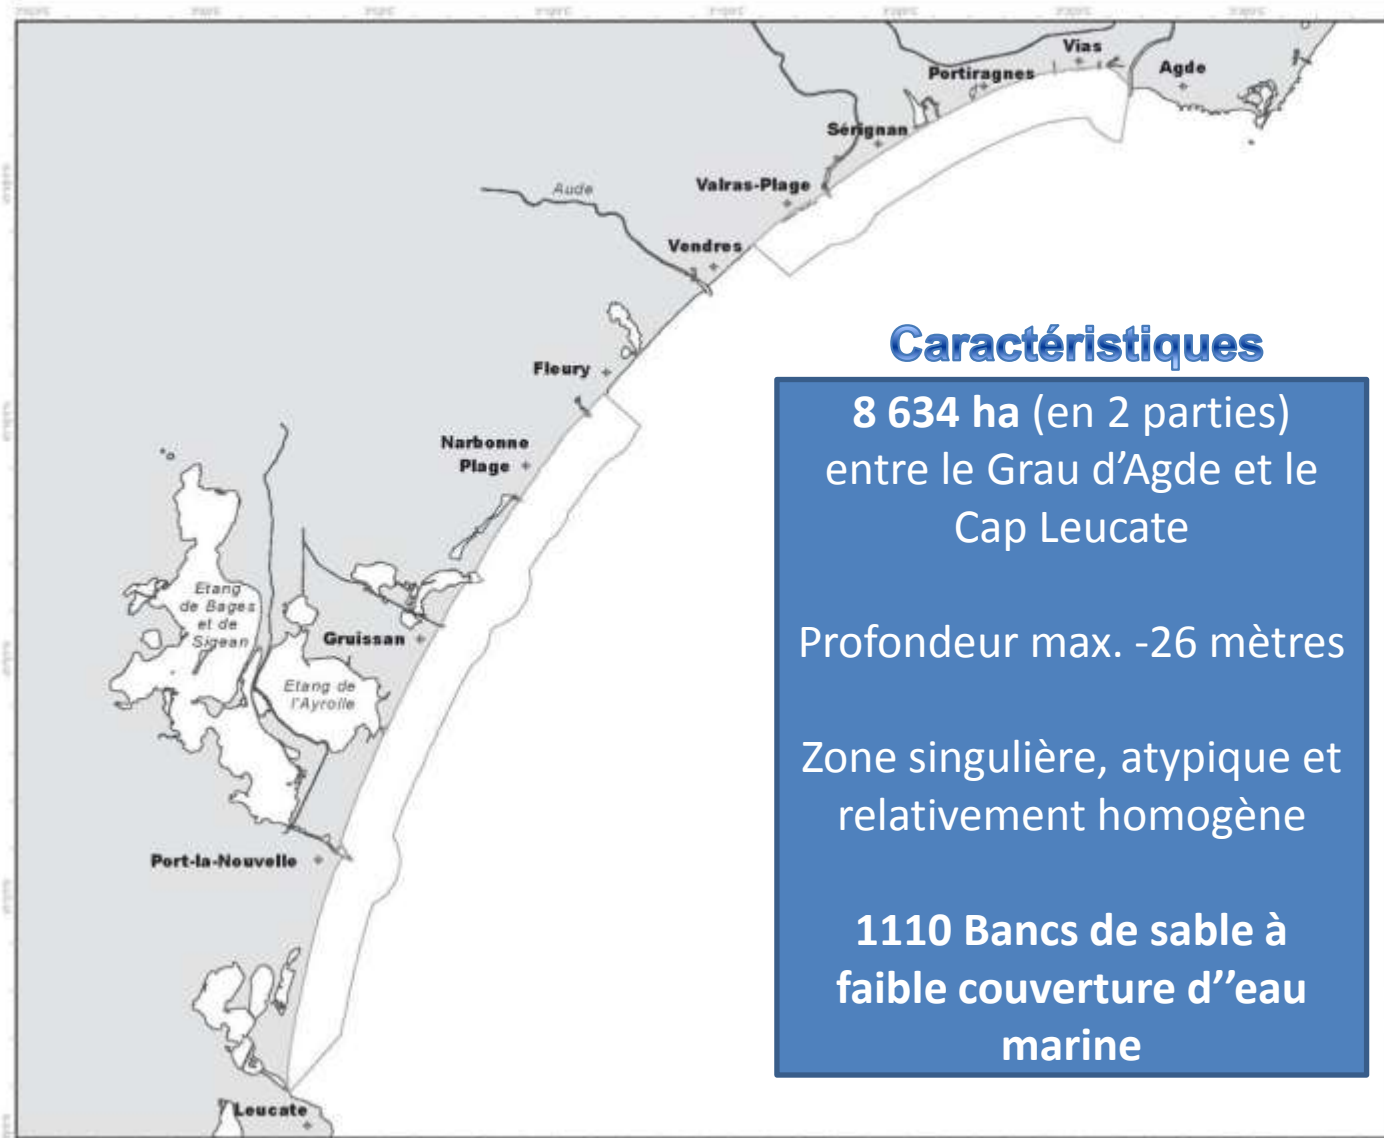 Vias
Agde
Portiragnes
Sérignan
Valras-Plage
Aude
Vendres
Caractéristiques
8 634 ha (en 2 parties)
entre le Grau d’Agde et le
Cap Leucate
Profondeur max. -26 mètres
Zone singulière, atypique et
relativement homogène
1110 Bancs de sable à
faible couverture d’’eau
marine
Fleury
Narbonne
Plage
Etang
de Bages
et de
Sigean
Gruissan
Etang de
l'Ayrolle
Port-la-Nouvelle
Leucate